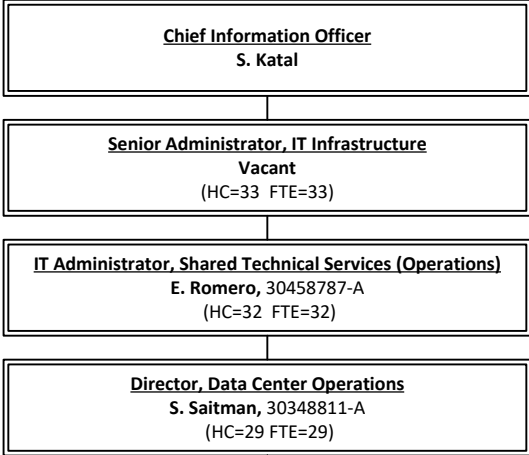 Chief Information Officer
S. Katal
Senior Administrator, IT Infrastructure
Vacant
(HC=33 FTE=33)
IT Administrator, Shared Technical Services (Operations)
E. Romero, 30458787-A
(HC=32 FTE=32)
Director, Data Center Operations
S. Saitman, 30348811-A
(HC=29 FTE=29)